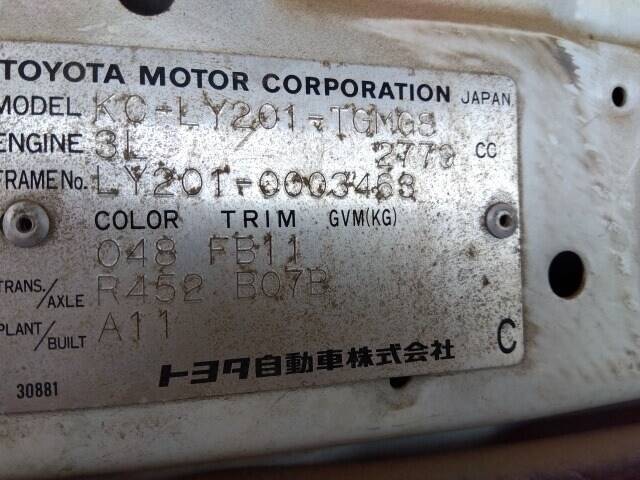 TOYOTA MOTOR CORPORATION JAPAN
MODEL KC-LY201-TGMGS
ENGINE 3L 2779 CC
FRAME No. LY201-0003468
COLOR TRIM GVM(KG)
048 FB11
TRANS./AXLE R452 B07B
PLANT/BUILT A11
トヨタ自動車株式会社 C
30881